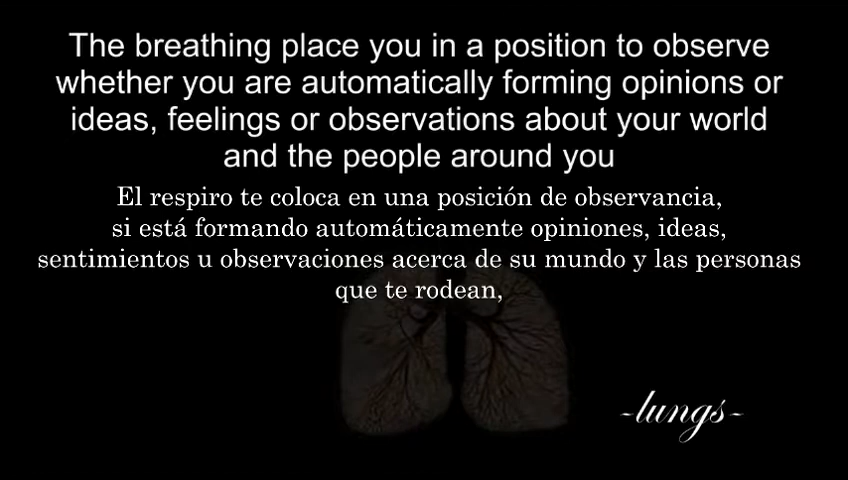 The breathing place you in a position to observe
whether you are automatically forming opinions or
ideas, feelings or observations about your world
and the people around you
El respiro te coloca en una posición de observancia,
si está formando automáticamente opiniones, ideas,
sentimientos u observaciones acerca de su mundo y las personas
que te rodean,
-lungs-